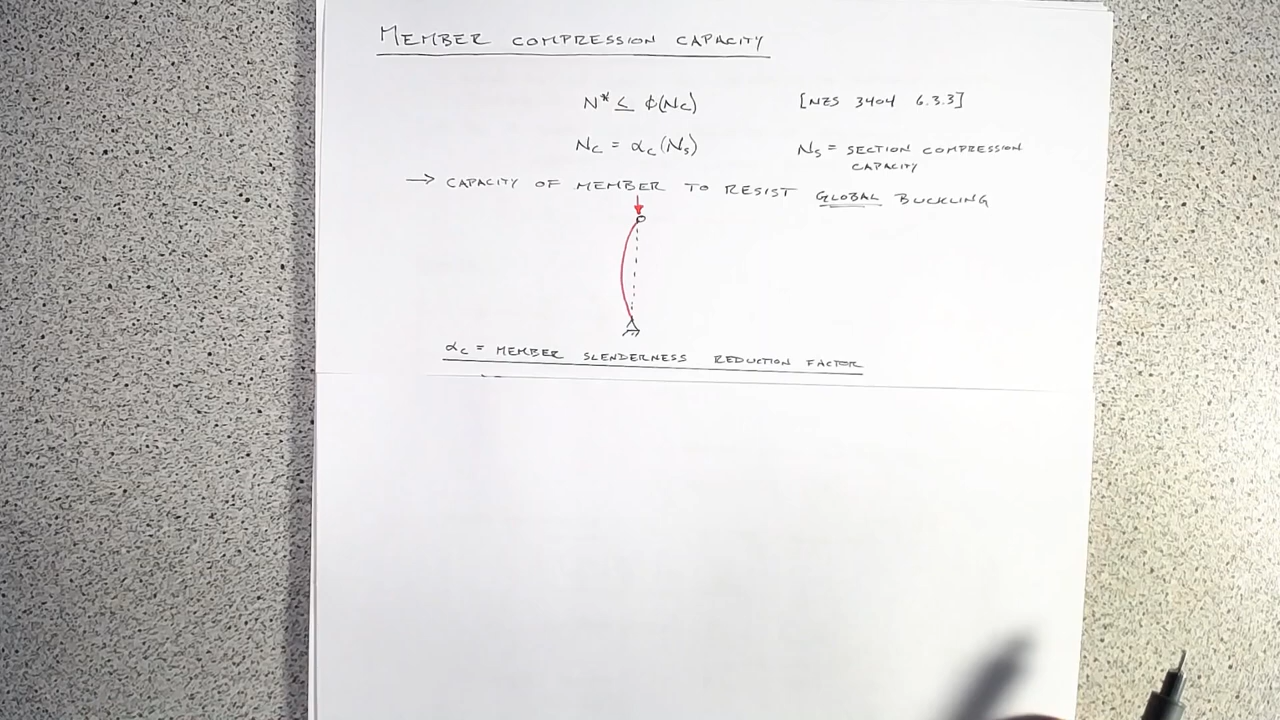 MEMBER COMPRESSION CAPACITY
N* ≤ ϕ(Nc) [NZS 3404 6.3.3]
Nc = αc(Ns) Ns = SECTION COMPRESSION
CAPACITY
→ CAPACITY OF MEMBER TO RESIST GLOBAL BUCKLING
αc = MEMBER SLENDERNESS REDUCTION FACTOR